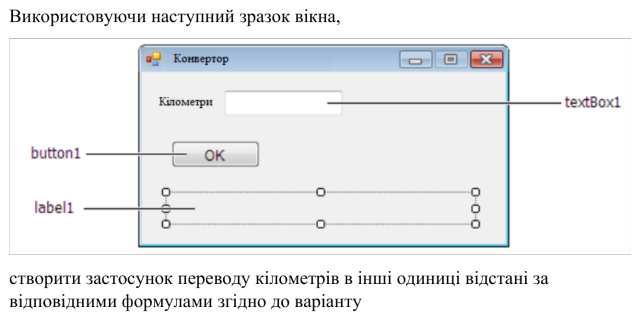 Використовуючи наступний зразок вікна,
Конвертор
Кілометри
textBox1
button1
OK
label1
створити застосунок переводу кілометрів в інші одиниці відстані за
відповідними формулами згідно до варіанту